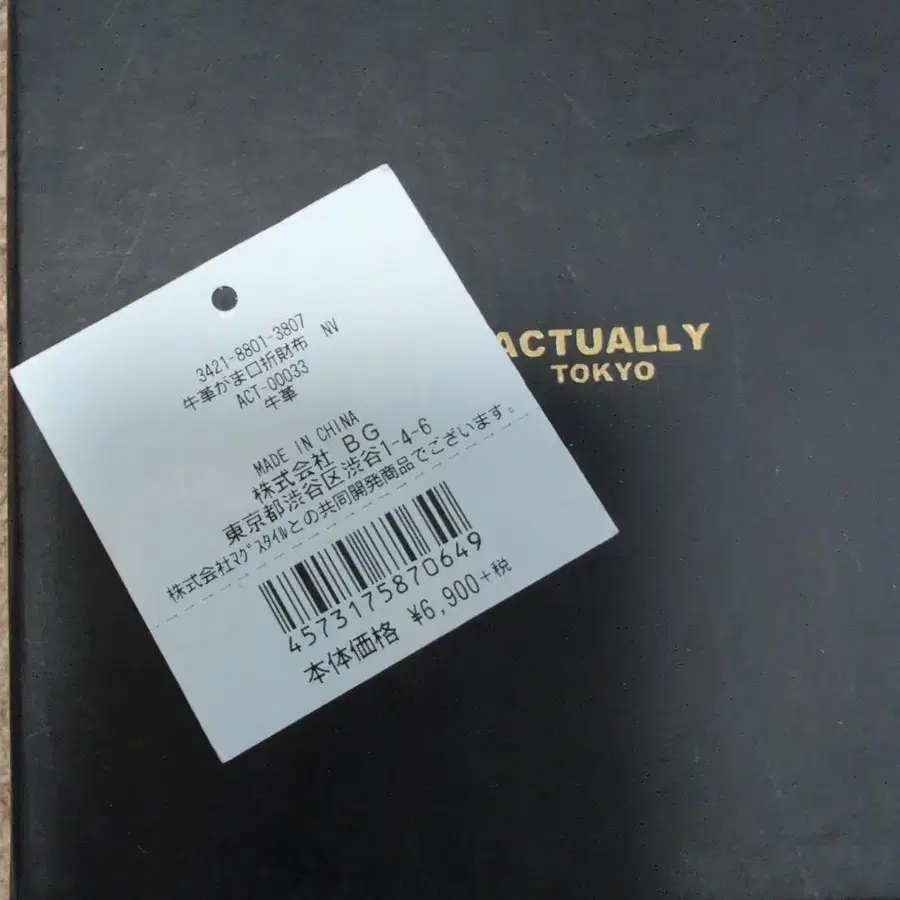 3421-8801-3807
牛革がま口折財布 NV
ACT-00033
牛革
MADE IN CHINA
株式会社 BG
東京都渋谷区渋谷1-4-6
株式会社マグスタイルとの共同開発商品でございます。
4573175870649
本体価格 ¥6,900+税
ACTUALLY
TOKYO